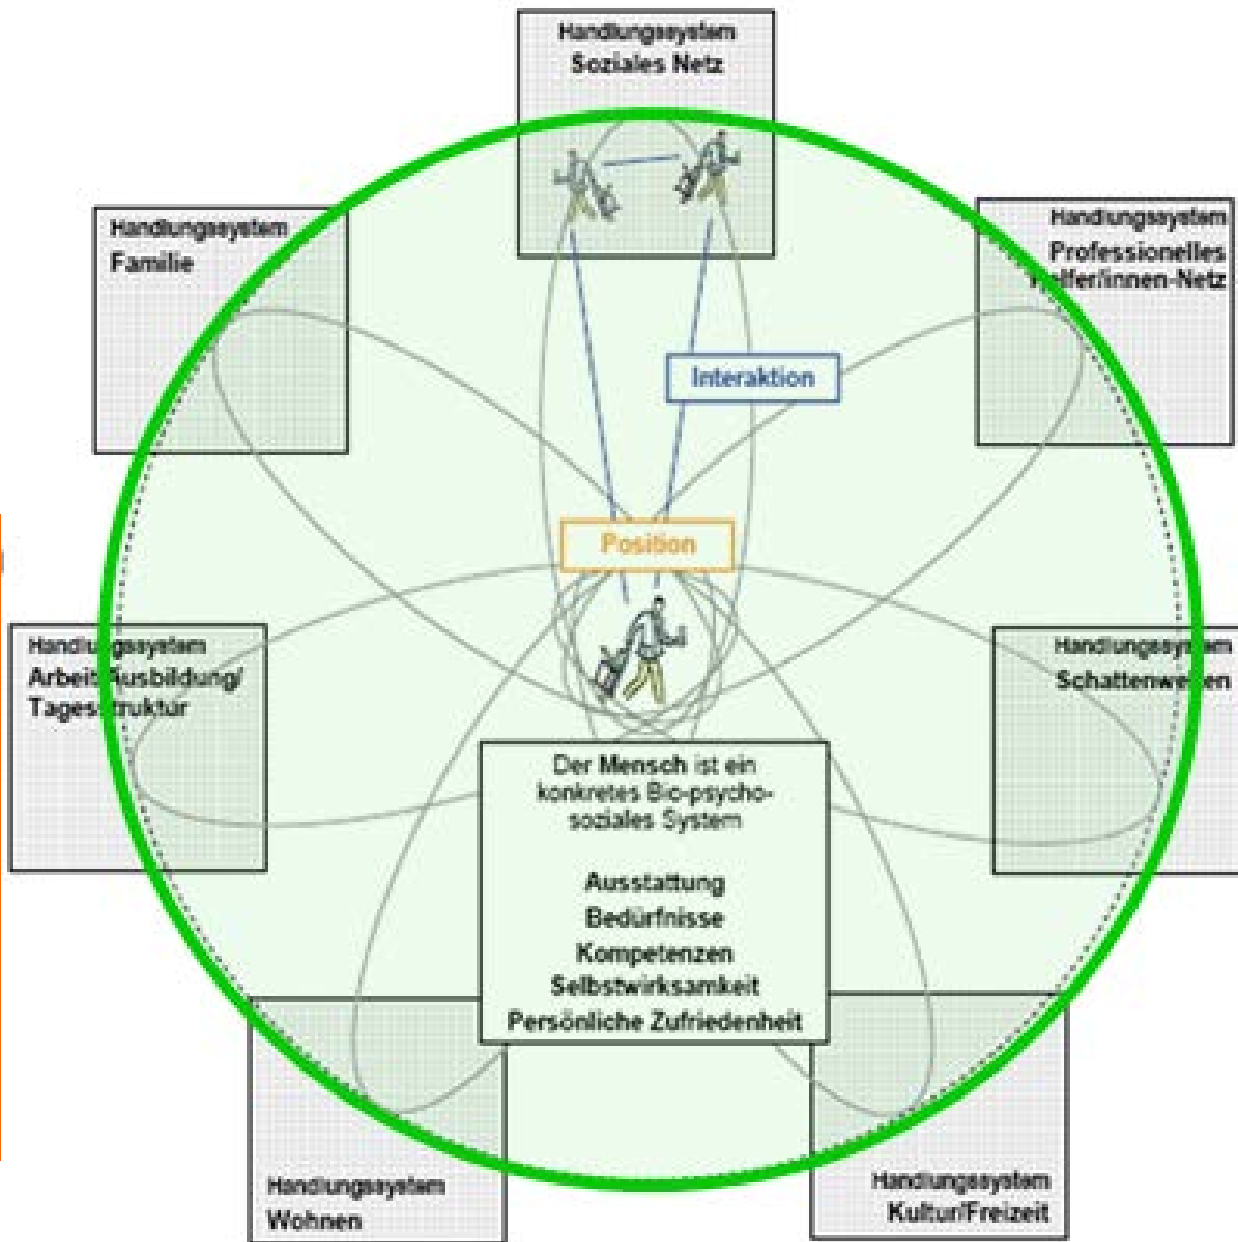 Handlungssystem
Soziales Netz
Handlungssystem
Familie
Handlungssystem
Professionelles
Helfer/innen-Netz
Interaktion
Position
Handlungssystem
Arbeit/Ausbildung/
Tagesstruktur
Handlungssystem
Schattenwelten
Der Mensch ist ein
konkretes Bio-psycho-
soziales System
Ausstattung
Bedürfnisse
Kompetenzen
Selbstwirksamkeit
Persönliche Zufriedenheit
Handlungssystem
Wohnen
Handlungssystem
Kultur/Freizeit